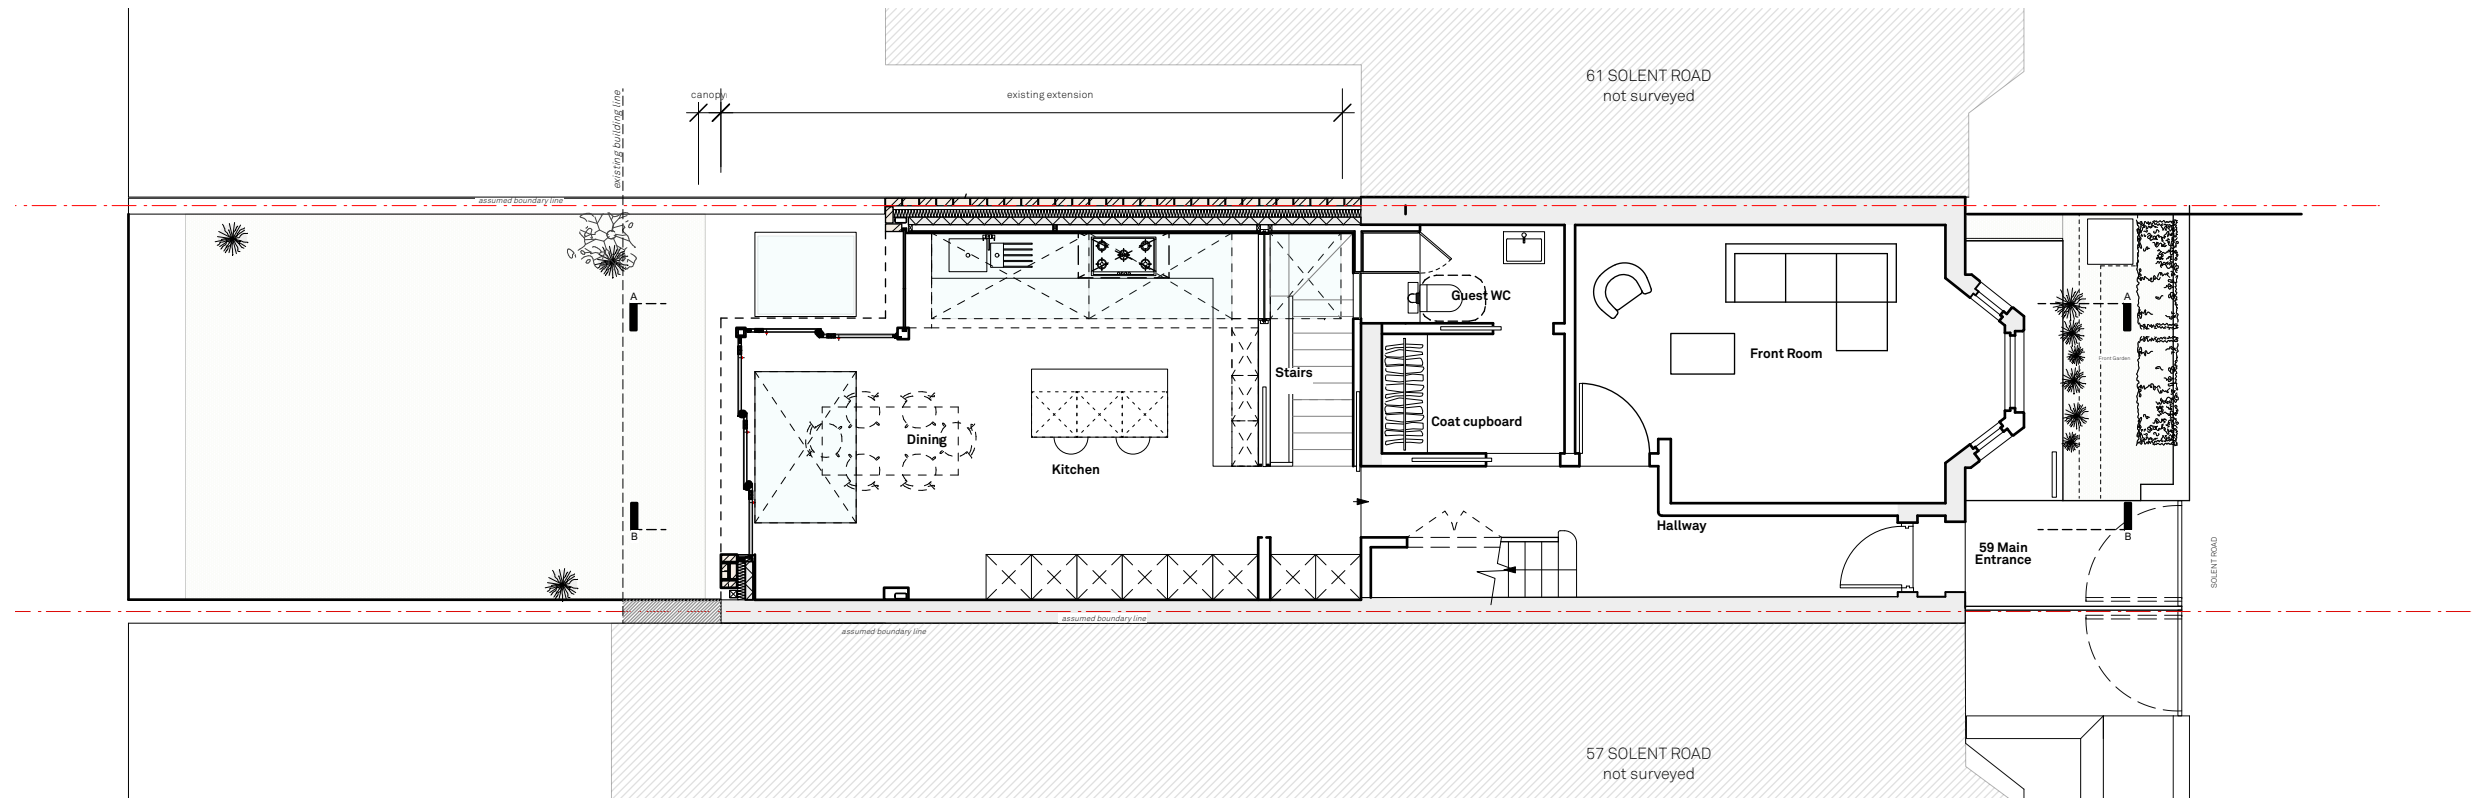 61 SOLENT ROAD
not surveyed
canopy
existing extension
existing building line
assumed boundary line
A
A
Guest WC
Front Room
Front Garden
Stairs
Coat cupboard
Dining
Kitchen
Hallway
B
B
59 Main
Entrance
SOLENT ROAD
assumed boundary line
assumed boundary line
57 SOLENT ROAD
not surveyed